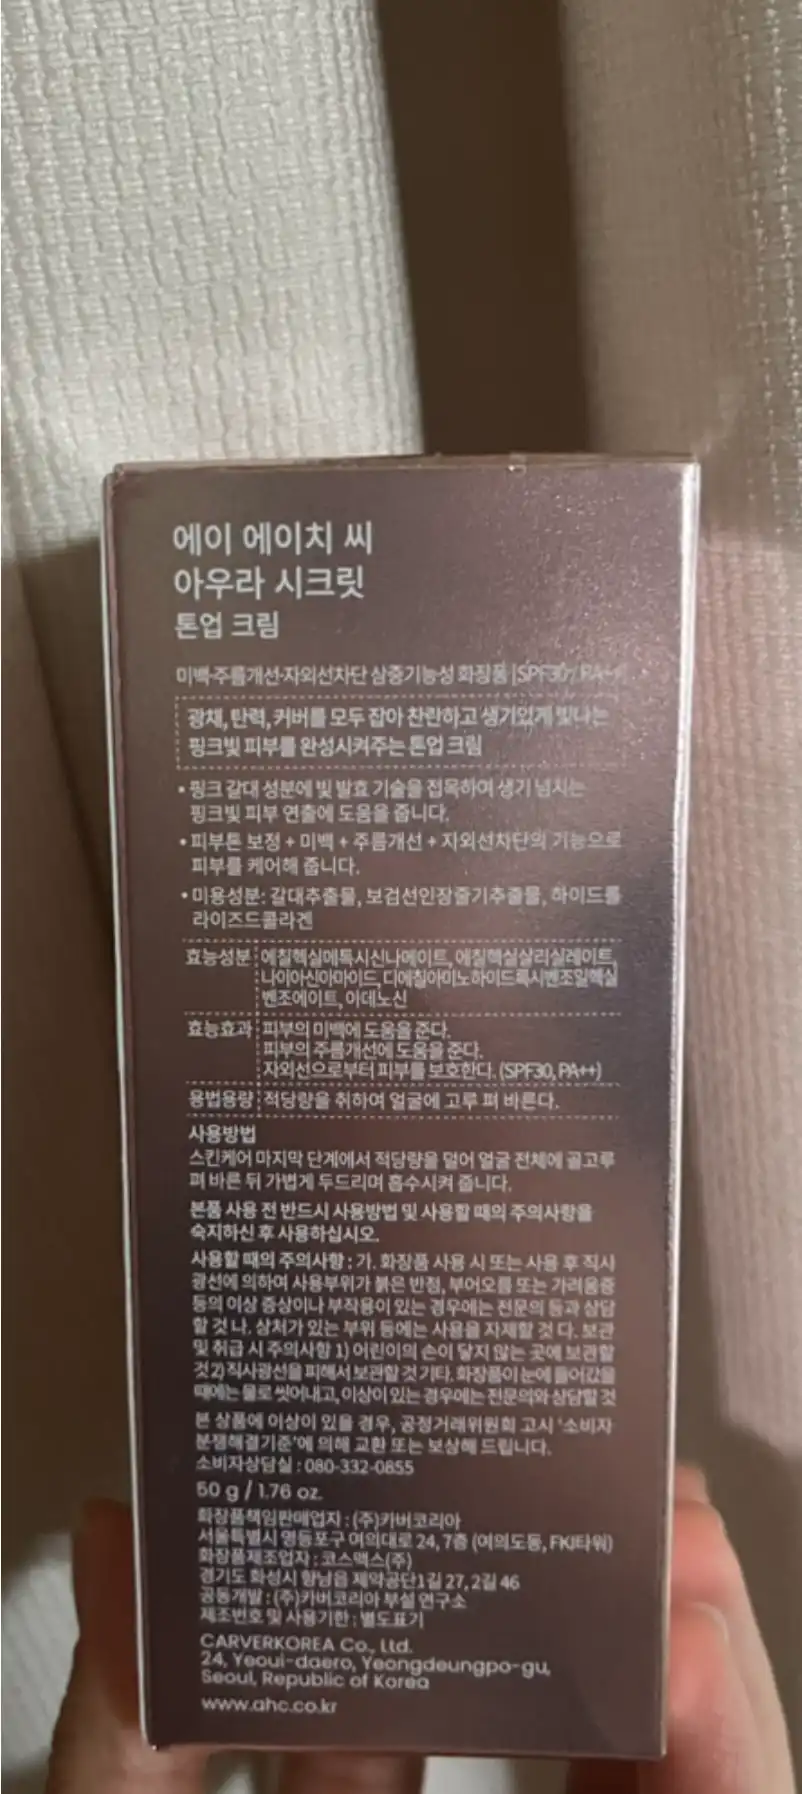 에이 에이치 씨
아우라 시크릿
톤업 크림
미백·주름개선·자외선차단 삼중기능성 화장품 | SPF30 / PA++
광채, 탄력, 커버를 모두 잡아 찬란하고 생기있게 빛나는
핑크빛 피부를 완성시켜주는 톤업 크림
• 핑크 갈대 성분에 빛 발효 기술을 접목하여 생기 넘치는
핑크빛 피부 연출에 도움을 줍니다.
• 피부톤 보정 + 미백 + 주름개선 + 자외선차단의 기능으로
피부를 케어해 줍니다.
• 미용성분: 갈대추출물, 보검선인장줄기추출물, 하이드롤
라이즈드콜라겐
효능성분 에칠헥실메톡시신나메이트, 에칠헥실살리실레이트,
나이아신아마이드, 디에칠아미노하이드록시벤조일헥실
벤조에이트, 아데노신
효능효과 피부의 미백에 도움을 준다.
피부의 주름개선에 도움을 준다.
자외선으로부터 피부를 보호한다. (SPF30, PA++)
용법용량 적당량을 취하여 얼굴에 고루 펴 바른다.
사용방법
스킨케어 마지막 단계에서 적당량을 덜어 얼굴 전체에 골고루
펴 바른 뒤 가볍게 두드리며 흡수시켜 줍니다.
본품 사용 전 반드시 사용방법 및 사용할 때의 주의사항을
숙지하신 후 사용하십시오.
사용할 때의 주의사항 : 가. 화장품 사용 시 또는 사용 후 직사
광선에 의하여 사용부위가 붉은 반점, 부어오름 또는 가려움증
등의 이상 증상이나 부작용이 있는 경우에는 전문의 등과 상담
할 것 나. 상처가 있는 부위 등에는 사용을 자제할 것 다. 보관
및 취급 시 주의사항 1) 어린이의 손이 닿지 않는 곳에 보관할
것 2) 직사광선을 피해서 보관할 것 기타. 화장품이 눈에 들어갔을
때에는 물로 씻어내고, 이상이 있는 경우에는 전문의와 상담할 것
본 상품에 이상이 있을 경우, 공정거래위원회 고시 '소비자
분쟁해결기준'에 의해 교환 또는 보상해 드립니다.
소비자상담실 : 080-332-0855
50 g / 1.76 oz.
화장품책임판매업자 : (주)카버코리아
서울특별시 영등포구 여의대로 24, 7층 (여의도동, FKI타워)
화장품제조업자 : 코스맥스(주)
경기도 화성시 향남읍 제약공단1길 27, 2길 46
공동개발 : (주)카버코리아 부설 연구소
제조번호 및 사용기한 : 별도표기
CARVERKOREA Co., Ltd.
24, Yeoui-daero, Yeongdeungpo-gu,
Seoul, Republic of Korea
www.ahc.co.kr